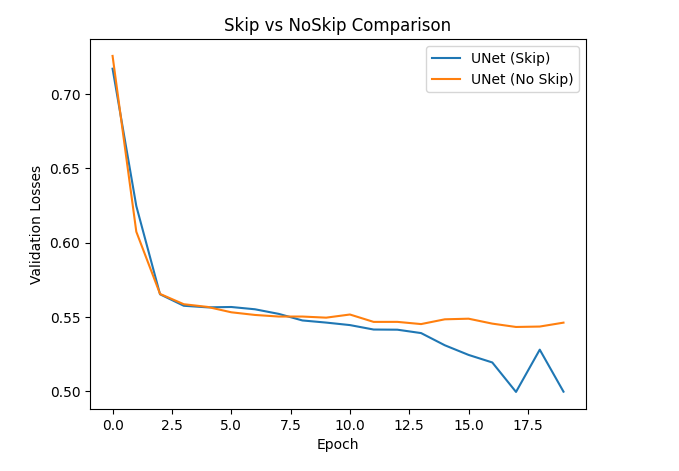 Skip vs NoSkip Comparison
UNet (Skip)
UNet (No Skip)
Validation Losses
0.70
0.65
0.60
0.55
0.50
0.0 2.5 5.0 7.5 10.0 12.5 15.0 17.5
Epoch